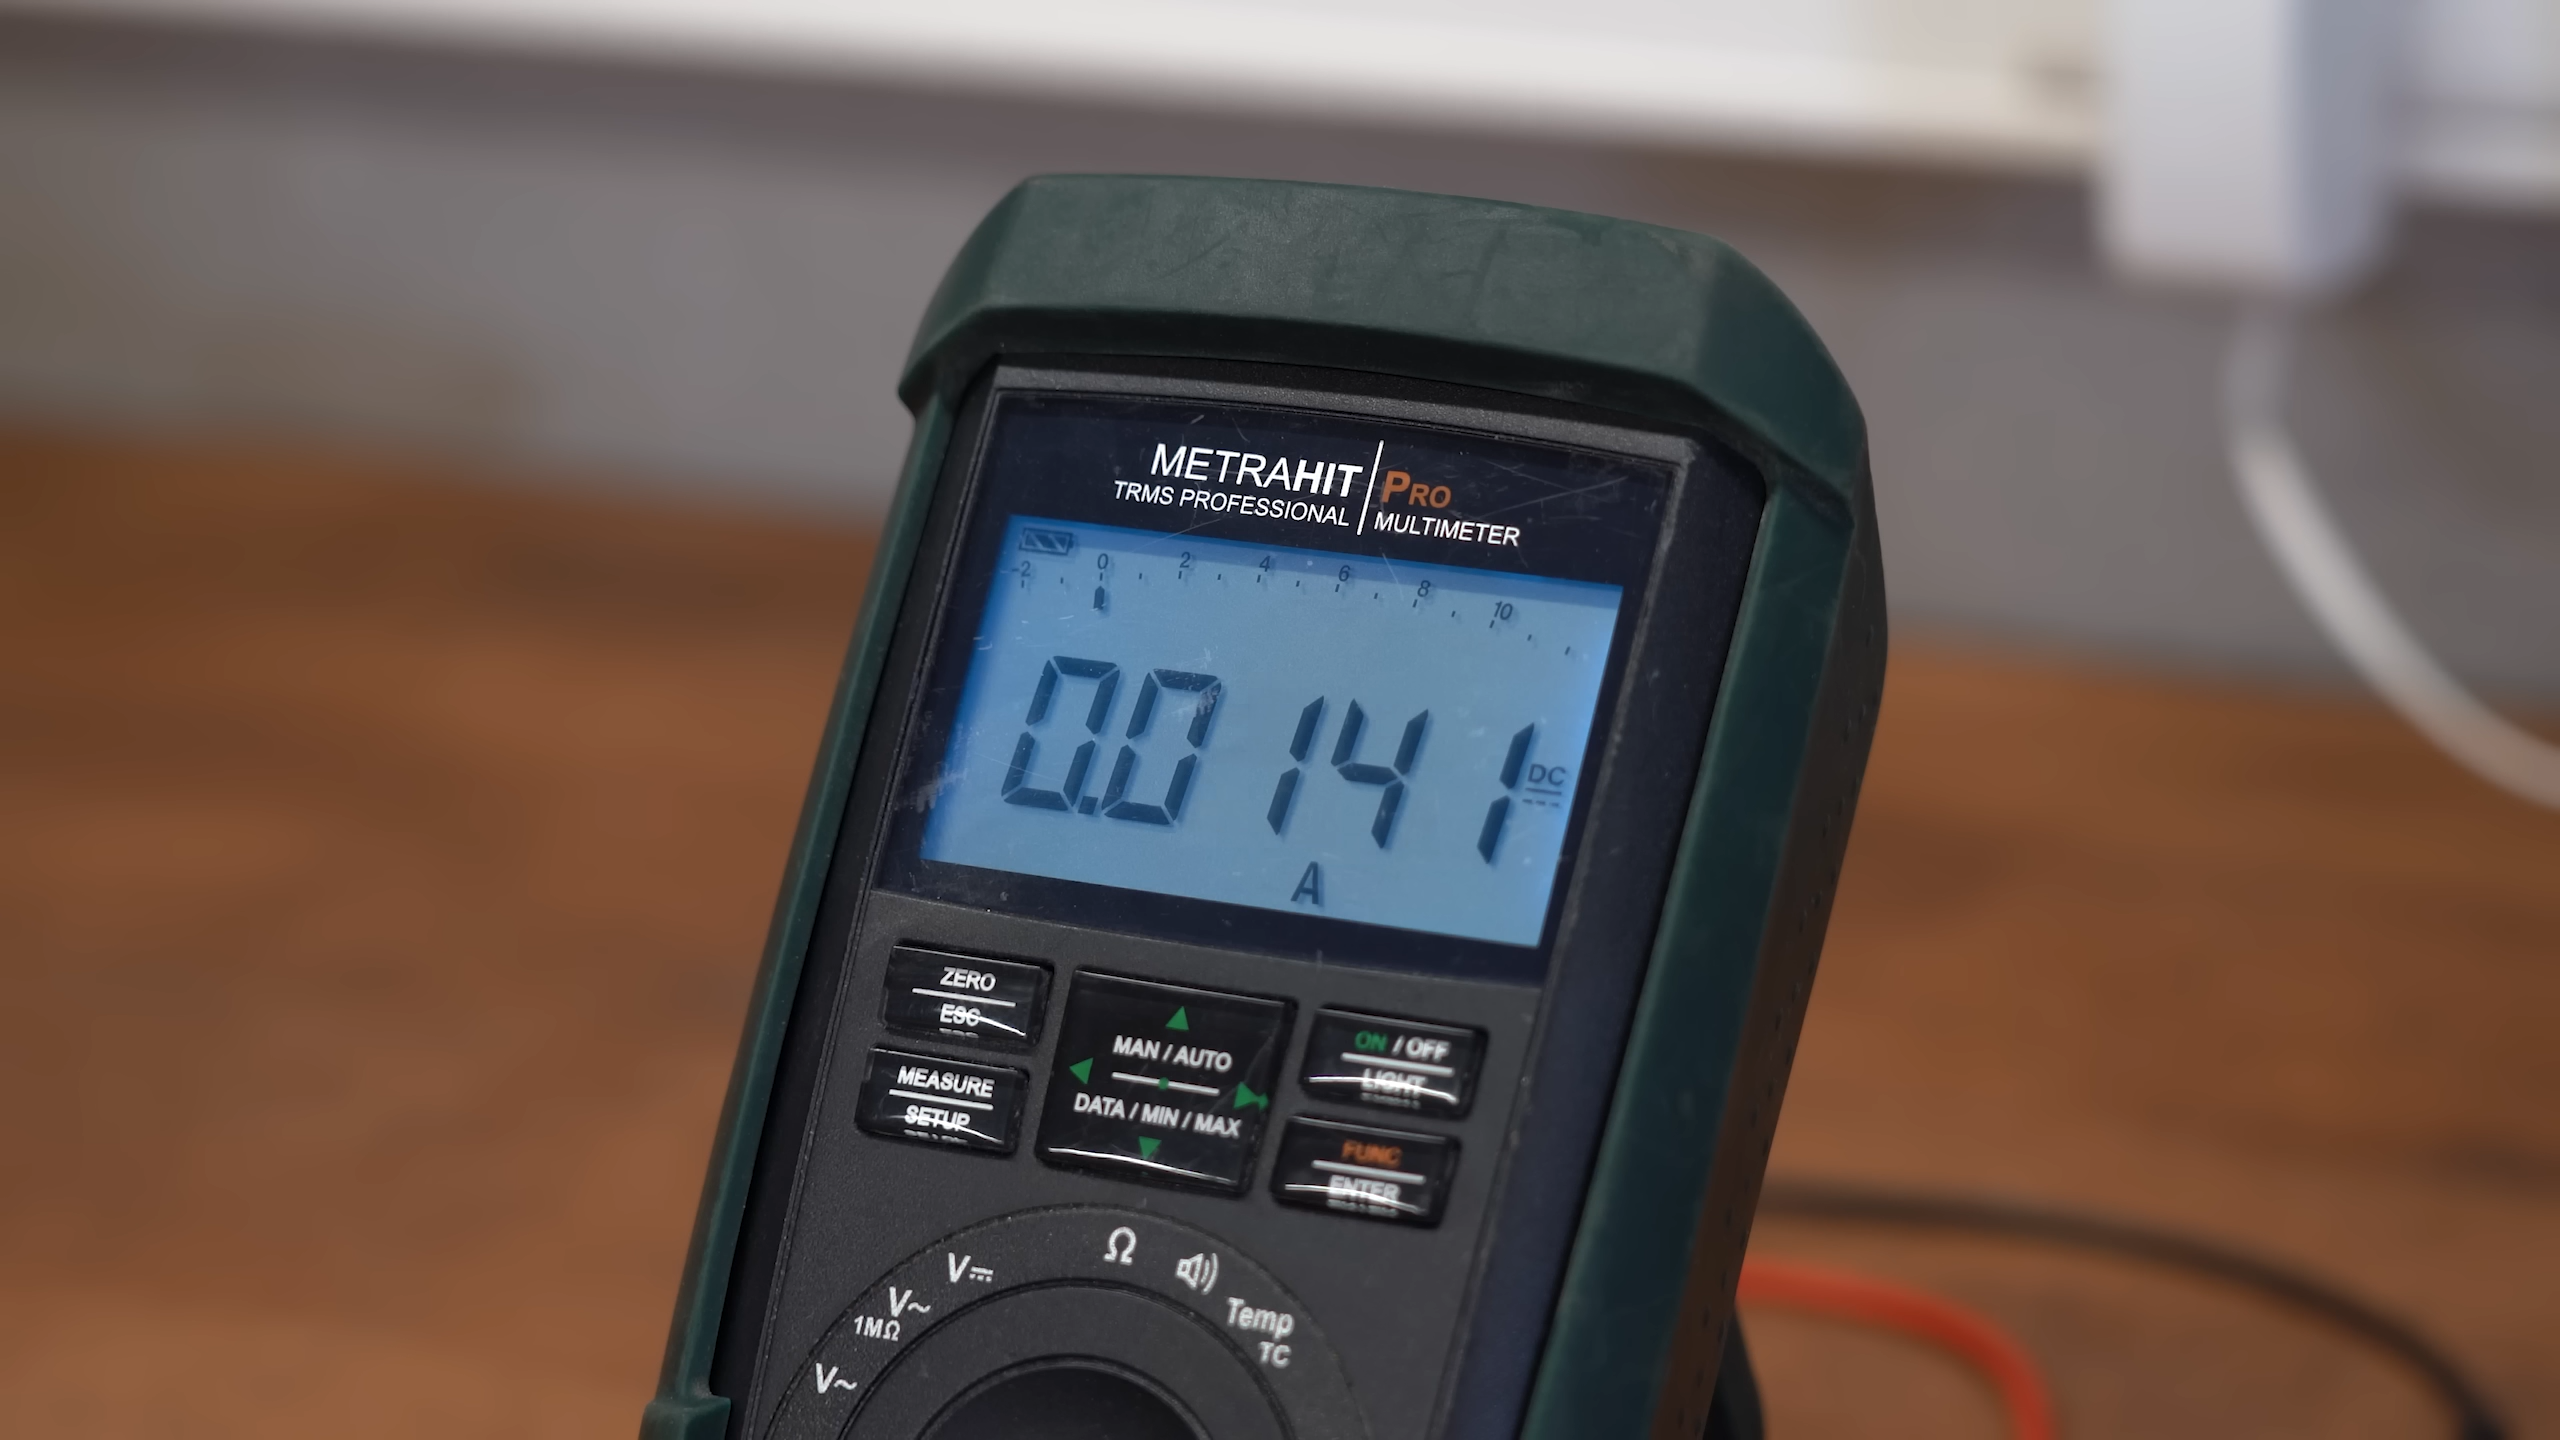 METRAHIT PRO
TRMS PROFESSIONAL MULTIMETER
-2 0 2 4 6 8 10
0.0141 DC
A
ZERO
ESC
MEASURE
SETUP
MAN / AUTO
DATA / MIN / MAX
ON / OFF
LIGHT
FUNC
ENTER
Ω
V⎓
V~
1MΩ
V~
Temp
TC